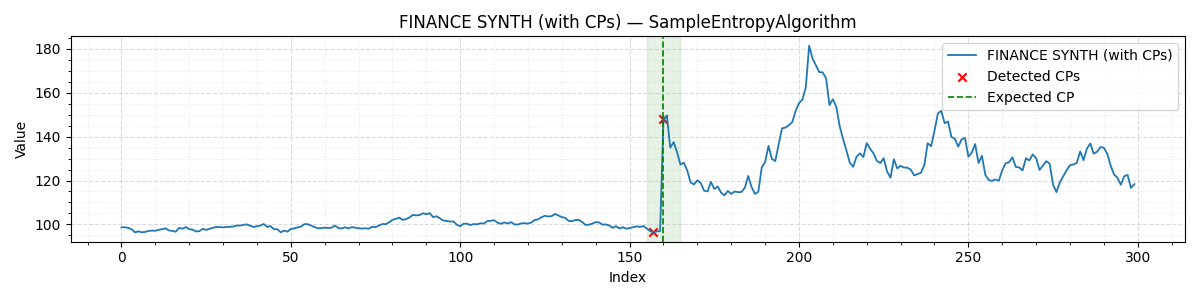 FINANCE SYNTH (with CPs) — SampleEntropyAlgorithm
FINANCE SYNTH (with CPs)
Detected CPs
Expected CP
Value
180
160
140
120
100
0 50 100 150 200 250 300
Index